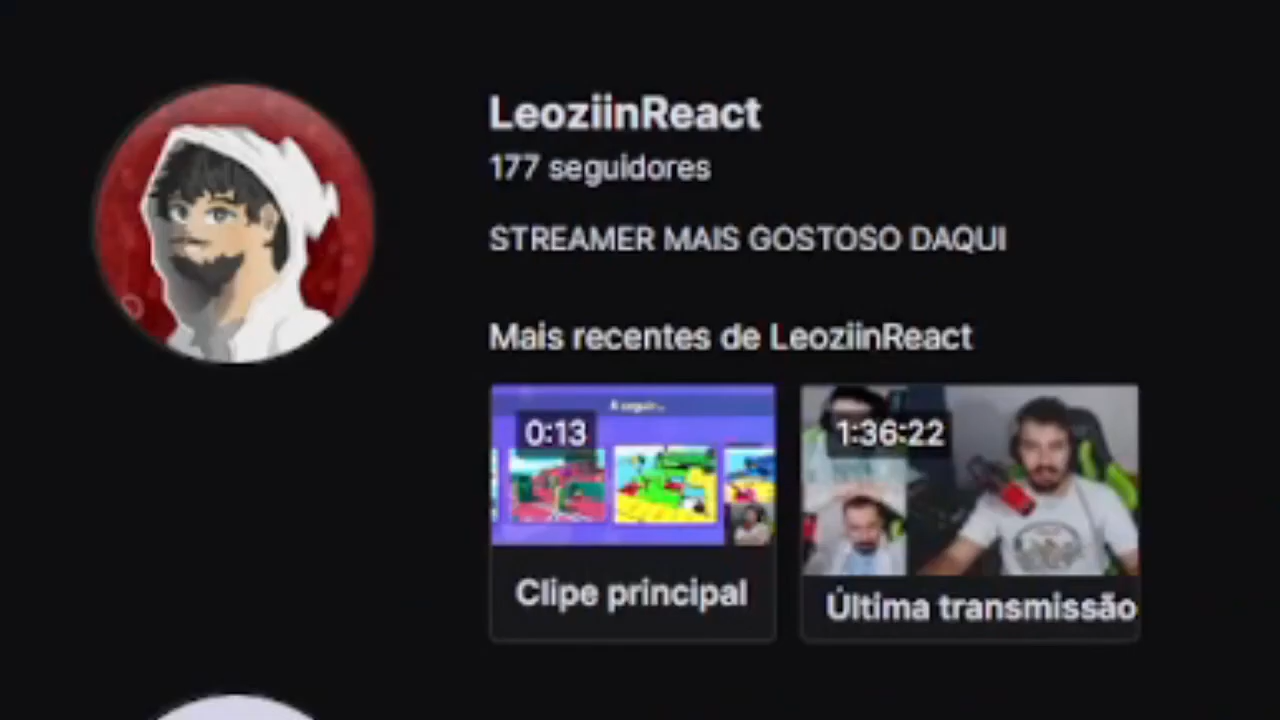 LeoziinReact
177 seguidores
STREAMER MAIS GOSTOSO DAQUI
Mais recentes de LeoziinReact
A seguir...
0:13
1:36:22
Clipe principal
Última transmissão